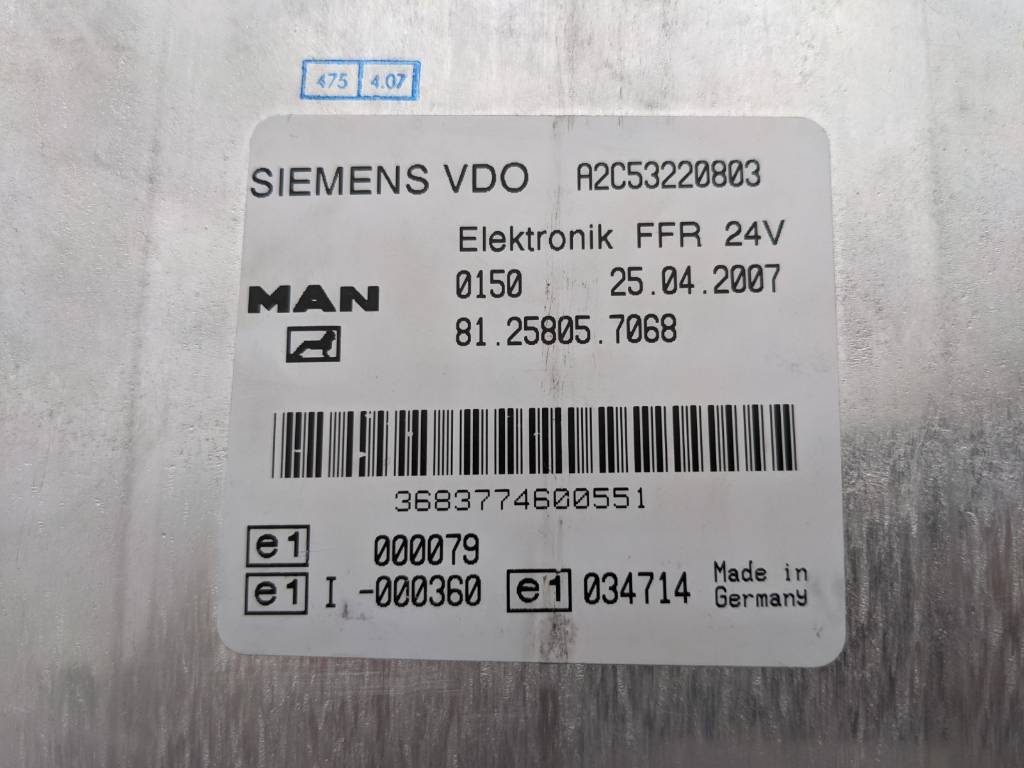 475 4.07
SIEMENS VDO A2C53220803
Elektronik FFR 24V
0150 25.04.2007
MAN
81.25805.7068
3683774600551
e1 000079
e1 I -000360 e1 034714 Made in
Germany